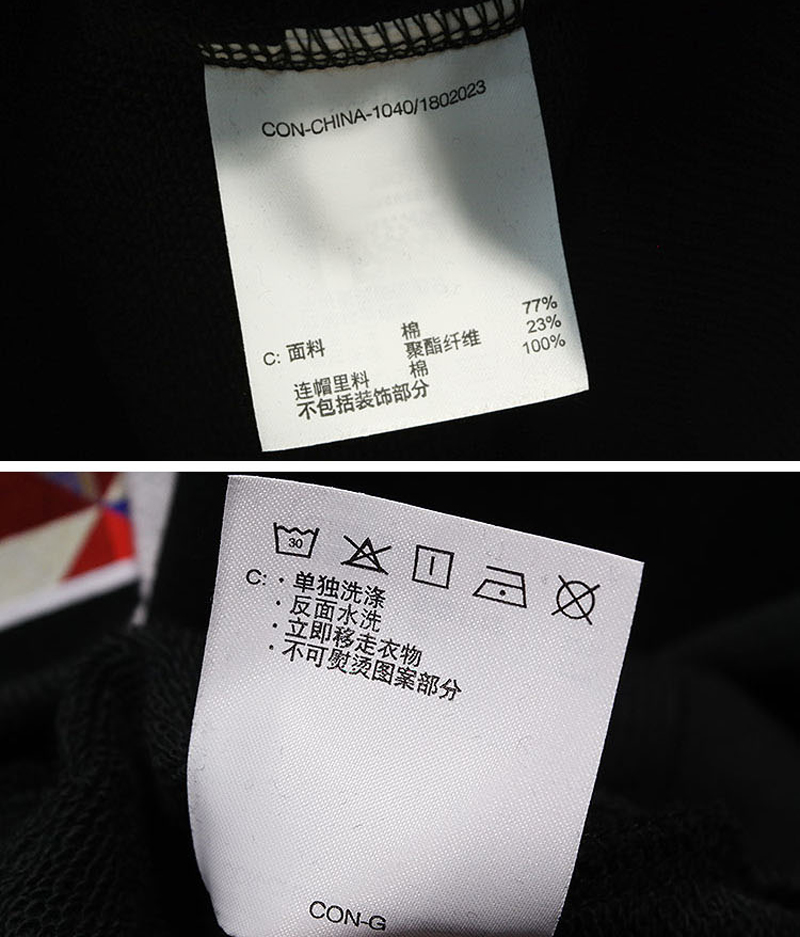 CON-CHINA-1040/1802023
C: 面料 棉 77%
聚酯纤维 23%
连帽里料 棉 100%
不包括装饰部分
30
C: · 单独洗涤
· 反面水洗
· 立即移走衣物
· 不可熨烫图案部分
CON-G